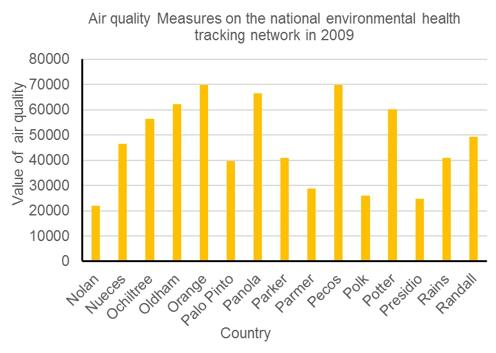 Air quality Measures on the national environmental health
tracking network in 2009
Value of air quality
80000
70000
60000
50000
40000
30000
20000
10000
0
Nolan
Nueces
Ochiltree
Oldham
Orange
Palo Pinto
Panola
Parker
Parmer
Pecos
Polk
Potter
Presidio
Rains
Randall
Country